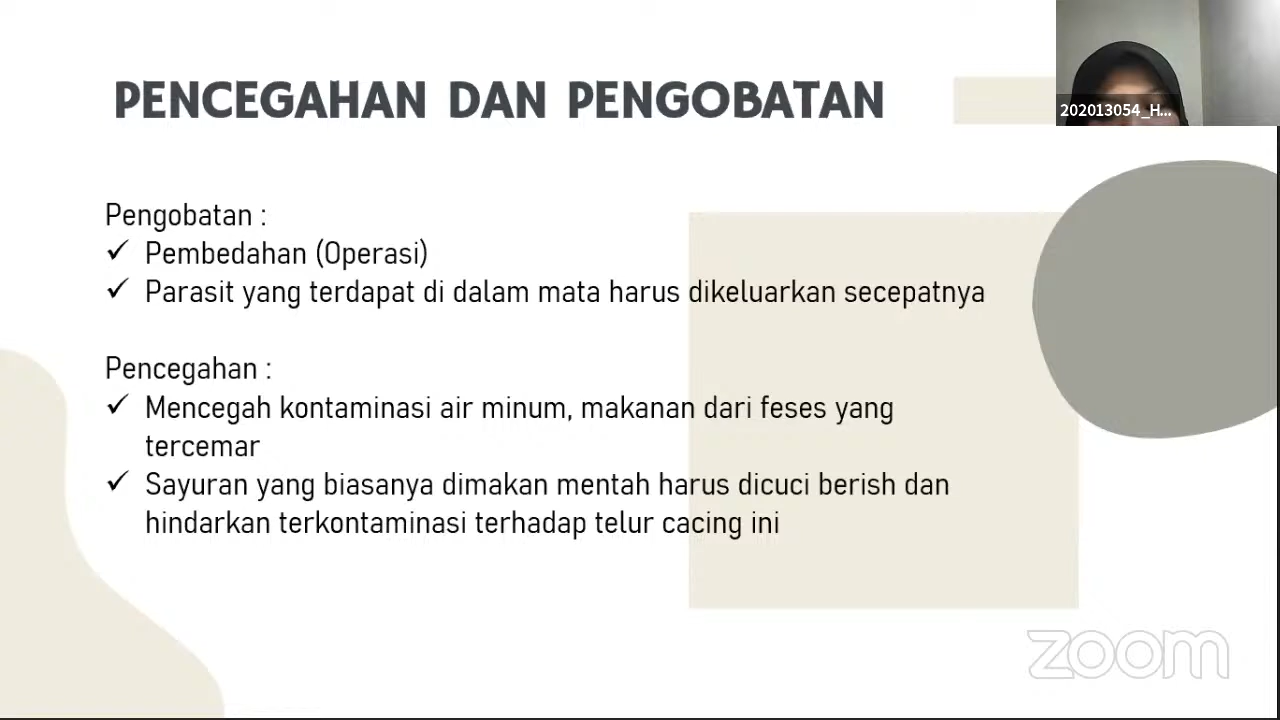 PENCEGAHAN DAN PENGOBATAN
202013054_H...
Pengobatan :
✓ Pembedahan (Operasi)
✓ Parasit yang terdapat di dalam mata harus dikeluarkan secepatnya
Pencegahan :
✓ Mencegah kontaminasi air minum, makanan dari feses yang
tercemar
✓ Sayuran yang biasanya dimakan mentah harus dicuci berish dan
hindarkan terkontaminasi terhadap telur cacing ini
zoom